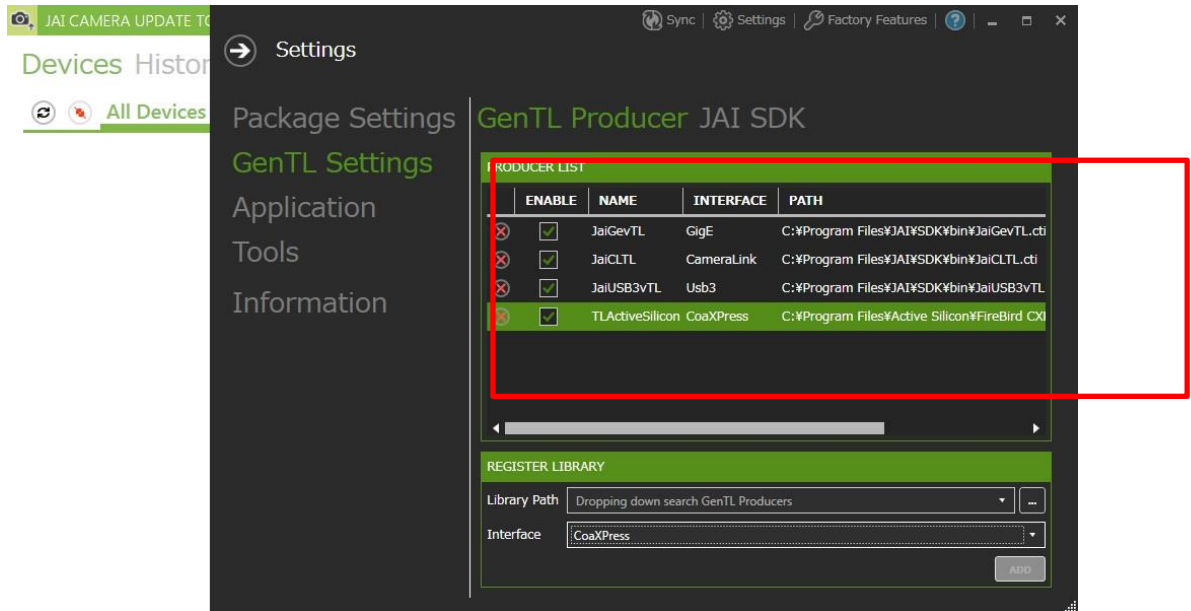 JAI CAMERA UPDATE TO
Sync | Settings | Factory Features | ?
Devices Histor
Settings
All Devices
Package Settings
GenTL Settings
Application
Tools
Information
GenTL Producer JAI SDK
PRODUCER LIST
ENABLE NAME INTERFACE PATH
JaiGevTL GigE C:¥Program Files¥JAI¥SDK¥bin¥JaiGevTL.cti
JaiCLTL CameraLink C:¥Program Files¥JAI¥SDK¥bin¥JaiCLTL.cti
JaiUSB3vTL Usb3 C:¥Program Files¥JAI¥SDK¥bin¥JaiUSB3vTL
TLActiveSilicon CoaXPress C:¥Program Files¥Active Silicon¥FireBird CXI
REGISTER LIBRARY
Library Path Dropping down search GenTL Producers ...
Interface CoaXPress
ADD